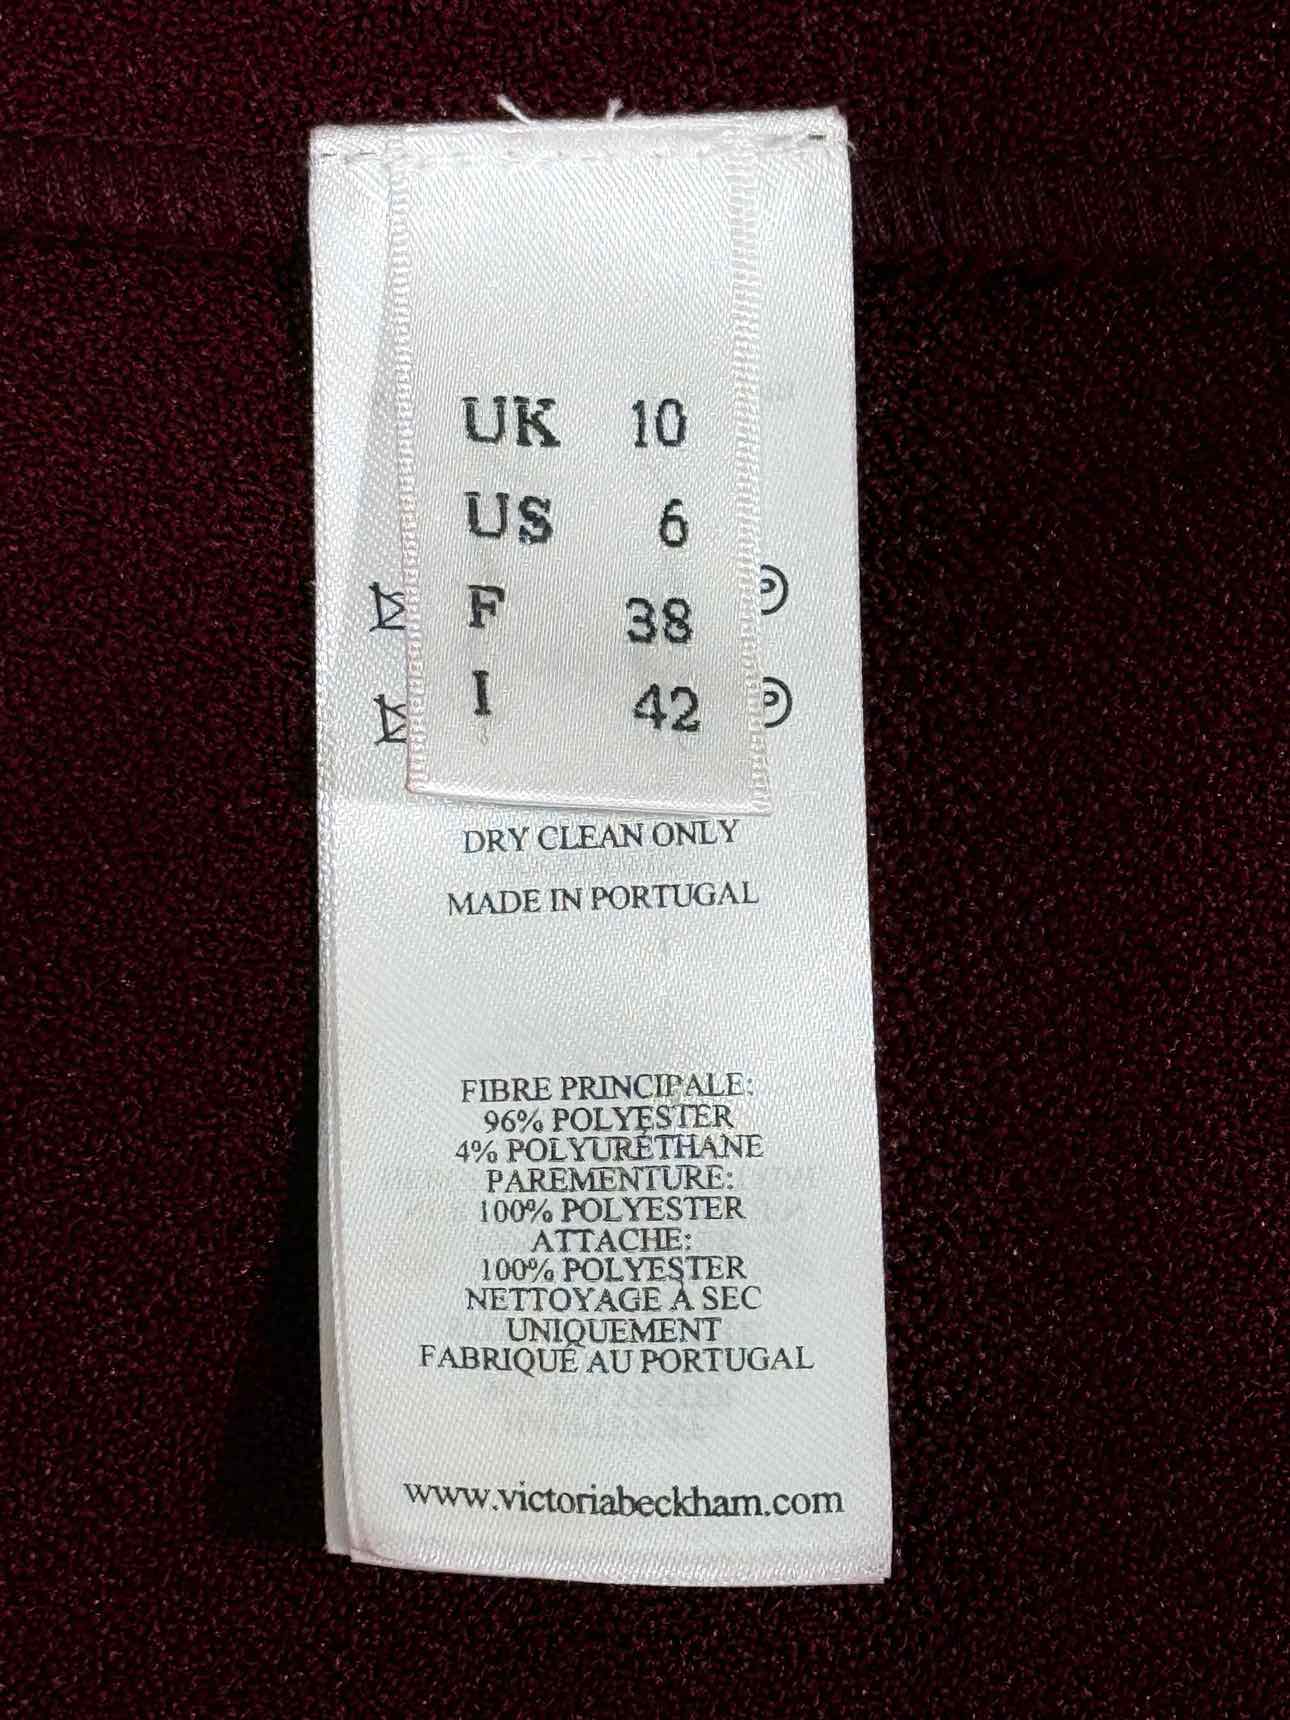 UK 10
US 6
F 38
I 42
DRY CLEAN ONLY
MADE IN PORTUGAL
FIBRE PRINCIPALE:
96% POLYESTER
4% POLYURÉTHANE
PAREMENTURE:
100% POLYESTER
ATTACHE:
100% POLYESTER
NETTOYAGE À SEC
UNIQUEMENT
FABRIQUÉ AU PORTUGAL
www.victoriabeckham.com